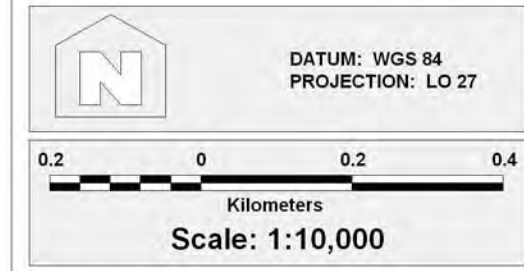 N
DATUM: WGS 84
PROJECTION: LO 27
0.2 0 0.2 0.4
Kilometers
Scale: 1:10,000